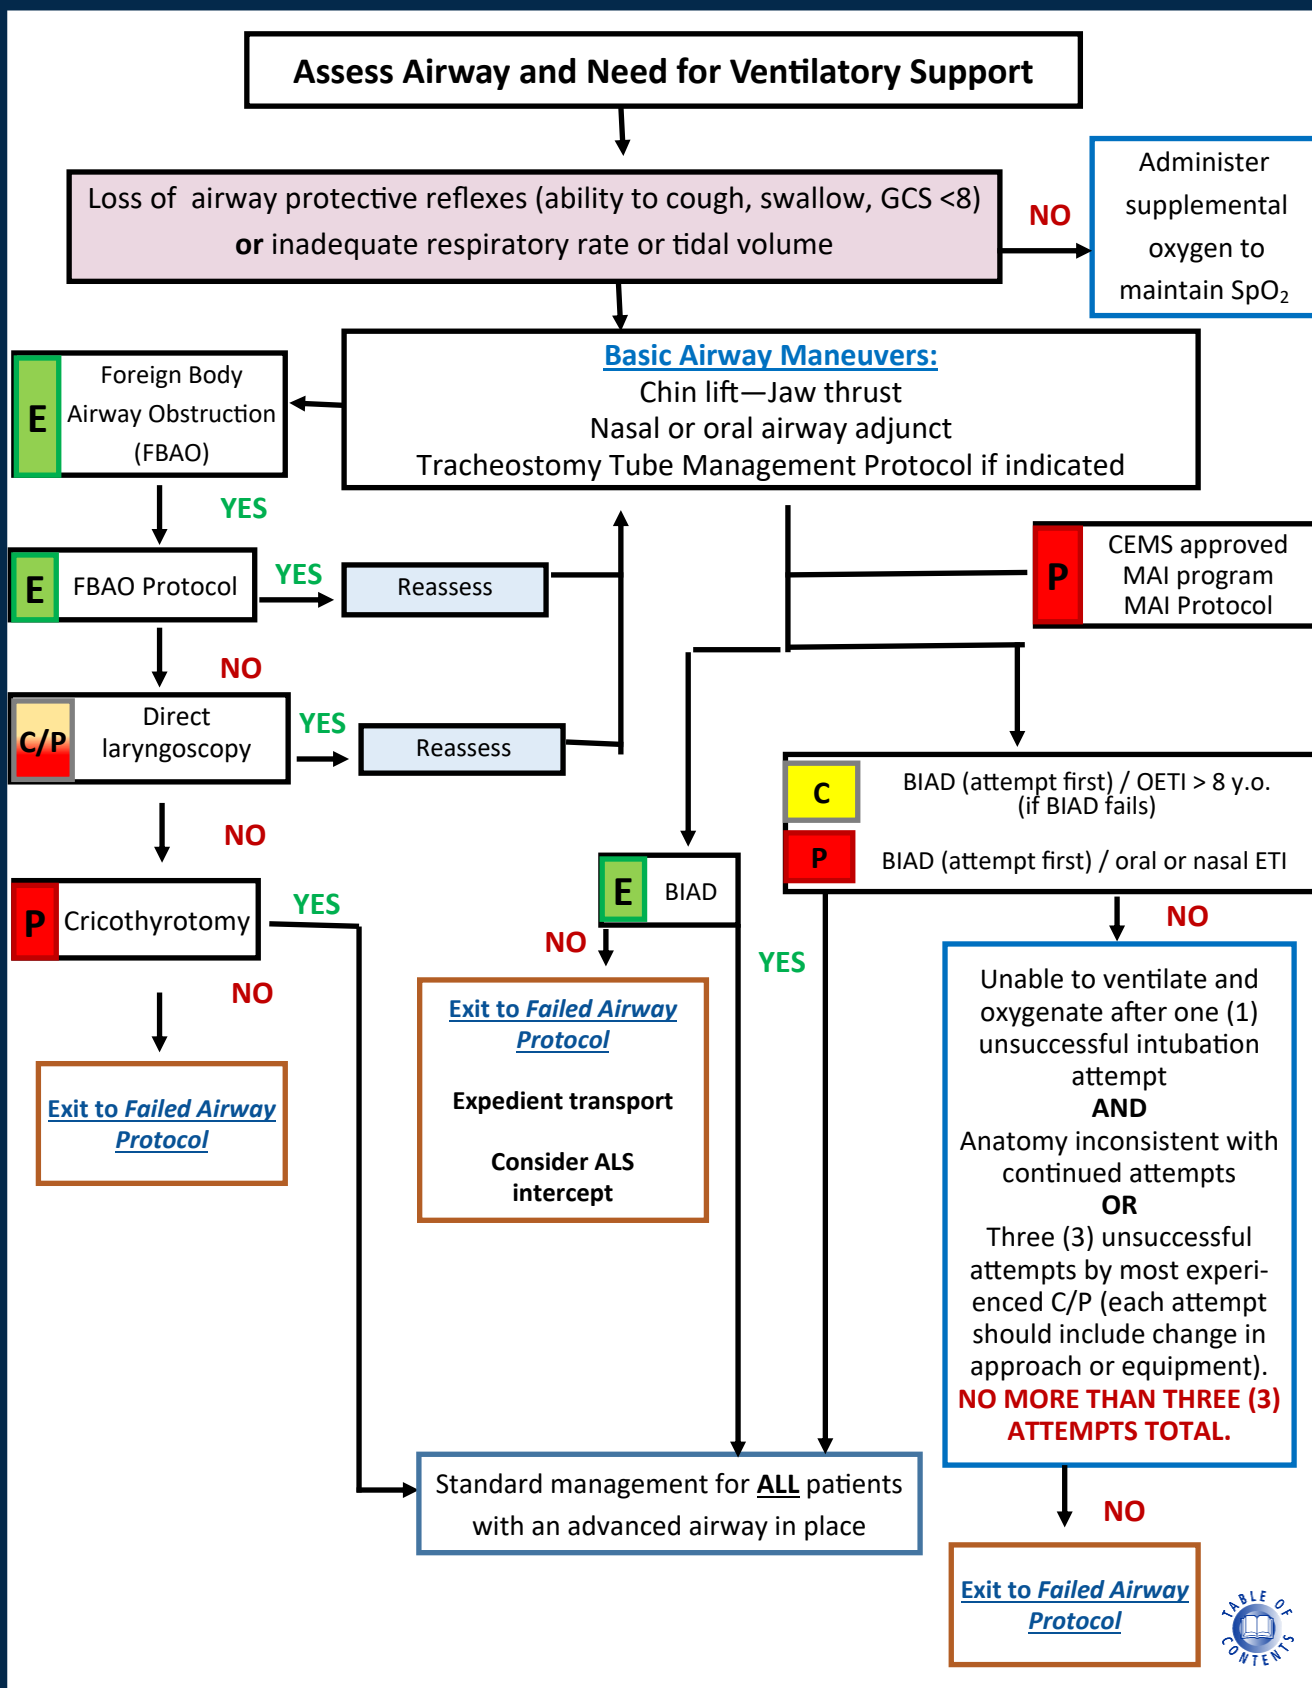 Assess Airway and Need for Ventilatory Support
Loss of airway protective reflexes (ability to cough, swallow, GCS <8)
or inadequate respiratory rate or tidal volume
NO
Administer
supplemental
oxygen to
maintain SpO₂
Basic Airway Maneuvers:
Chin lift—Jaw thrust
Nasal or oral airway adjunct
Tracheostomy Tube Management Protocol if indicated
E
Foreign Body
Airway Obstruction
(FBAO)
YES
E
FBAO Protocol
YES
Reassess
P
CEMS approved
MAI program
MAI Protocol
NO
C/P
Direct
laryngoscopy
YES
Reassess
NO
C
BIAD (attempt first) / OETI > 8 y.o.
(if BIAD fails)
P
BIAD (attempt first) / oral or nasal ETI
E
BIAD
P
Cricothyrotomy
YES
NO
NO
YES
NO
Exit to Failed Airway
Protocol
Exit to Failed Airway
Protocol
Expedient transport
Consider ALS
intercept
Unable to ventilate and
oxygenate after one (1)
unsuccessful intubation
attempt
AND
Anatomy inconsistent with
continued attempts
OR
Three (3) unsuccessful
attempts by most experi-
enced C/P (each attempt
should include change in
approach or equipment).
NO MORE THAN THREE (3)
ATTEMPTS TOTAL.
Standard management for ALL patients
with an advanced airway in place
NO
Exit to Failed Airway
Protocol
TABLE OF
CONTENTS